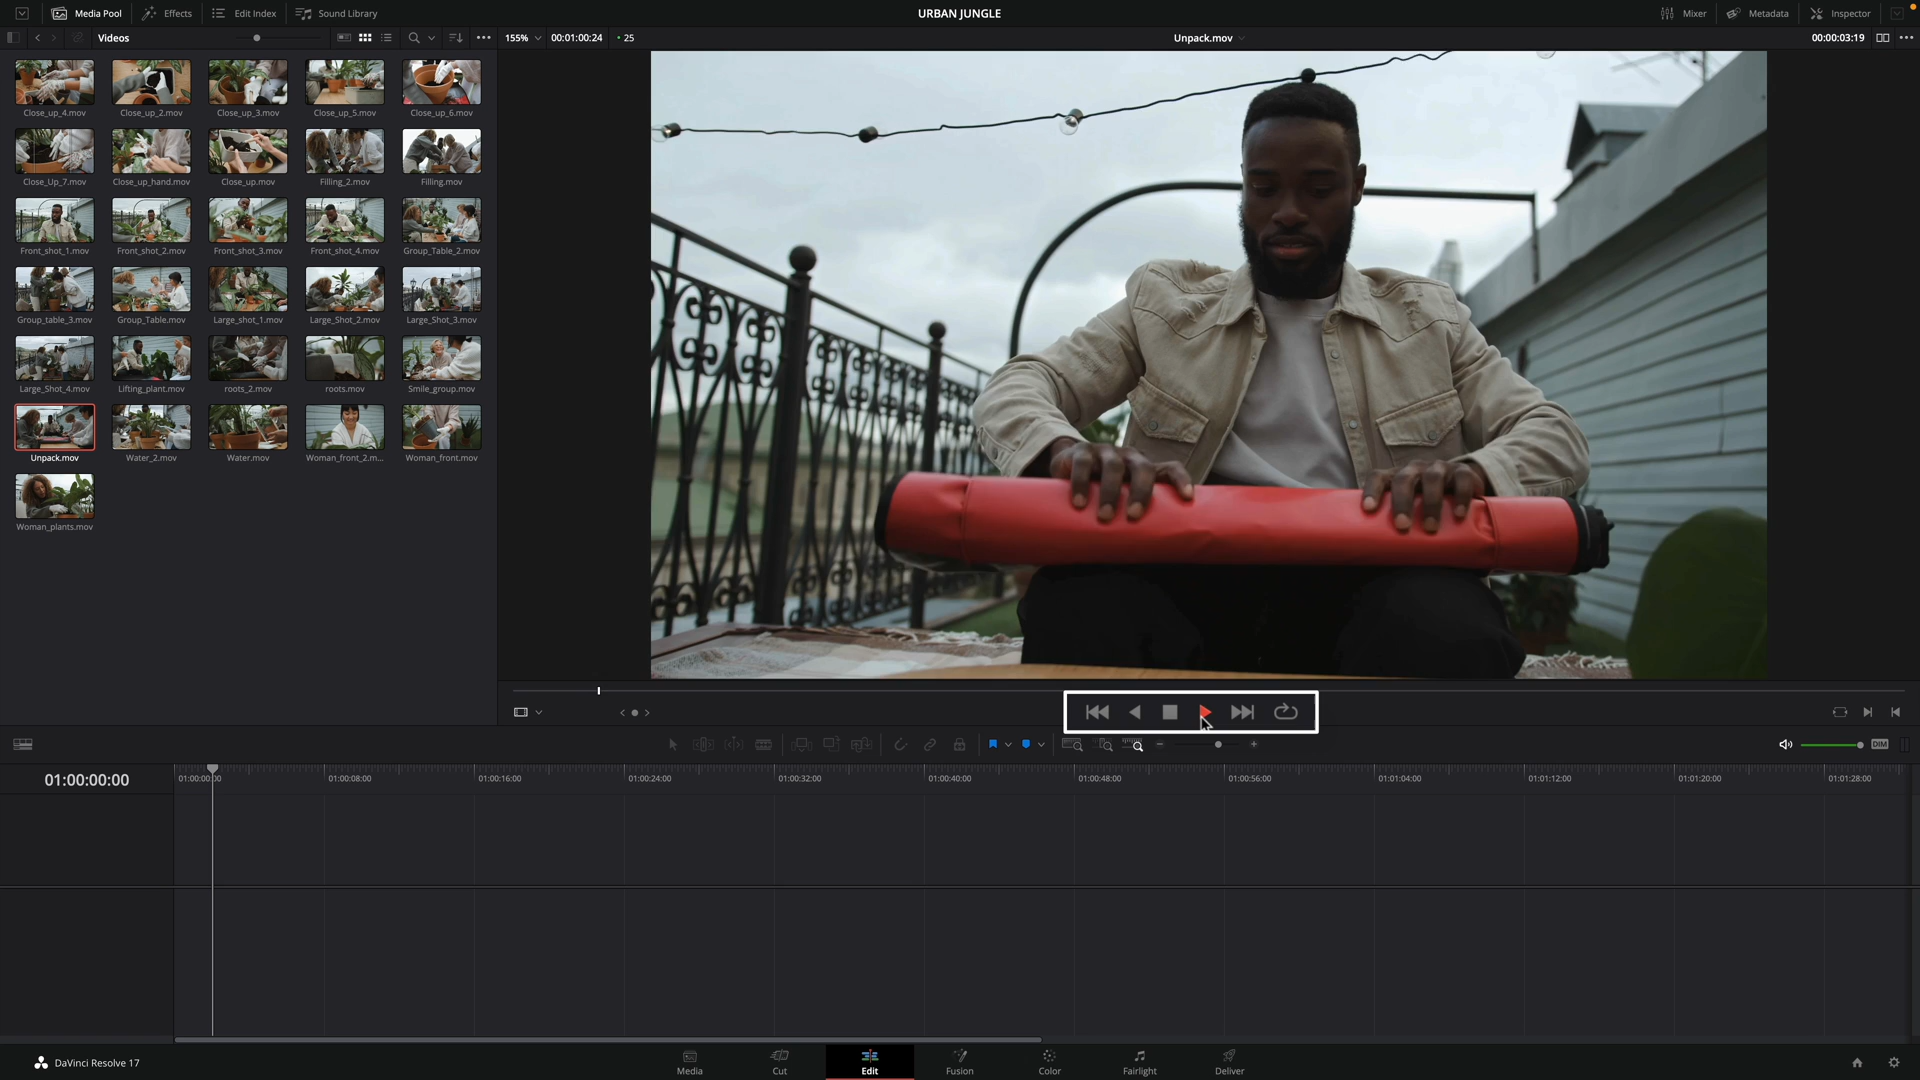 Media Pool Effects Edit Index Sound Library URBAN JUNGLE Mixer Metadata Inspector
Videos 155% 00:01:00:24 25 Unpack.mov 00:00:03:19
Close_up_4.mov Close_up_2.mov Close_up_3.mov Close_up_5.mov Close_up_6.mov
Close_Up_7.mov Close_up_hand.mov Close_up.mov Filling_2.mov Filling.mov
Front_shot_1.mov Front_shot_2.mov Front_shot_3.mov Front_shot_4.mov Group_Table_2.mov
Group_table_3.mov Group_Table.mov Large_shot_1.mov Large_Shot_2.mov Large_Shot_3.mov
Large_Shot_4.mov Lifting_plant.mov roots_2.mov roots.mov Smile_group.mov
Unpack.mov Water_2.mov Water.mov Woman_front_2.m... Woman_front.mov
Woman_plants.mov
DIM
01:00:00:00 01:00:00:00 01:00:08:00 01:00:16:00 01:00:24:00 01:00:32:00 01:00:40:00 01:00:48:00 01:00:56:00 01:01:04:00 01:01:12:00 01:01:20:00 01:01:28:00
DaVinci Resolve 17 Media Cut Edit Fusion Color Fairlight Deliver